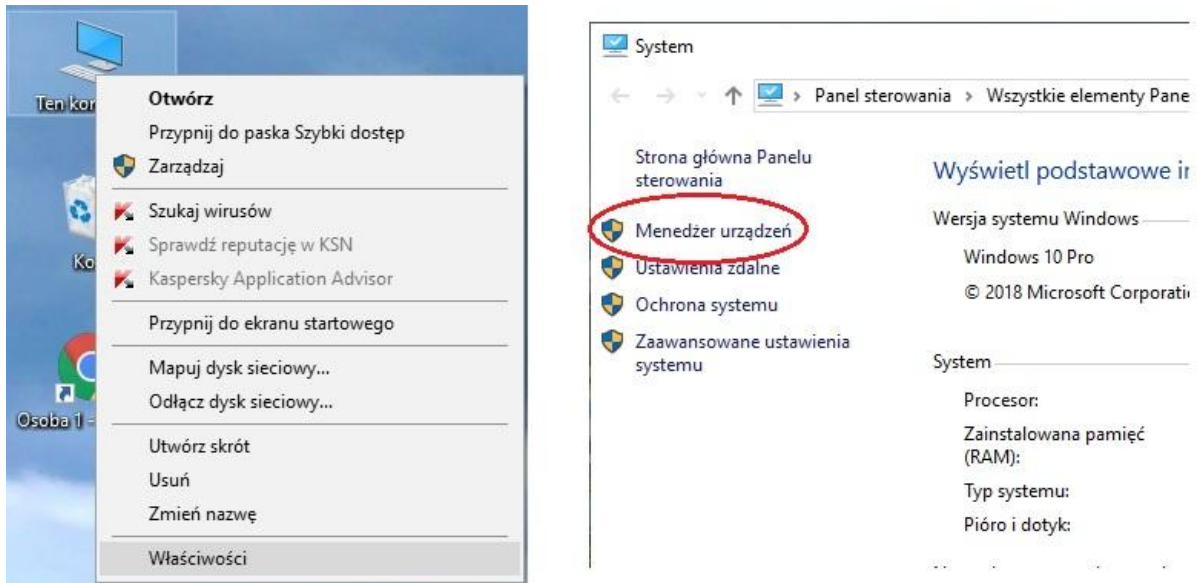 Ten kor
Ko
Osoba 1 -
Otwórz
Przypnij do paska Szybki dostęp
Zarządzaj
Szukaj wirusów
Sprawdź reputację w KSN
Kaspersky Application Advisor
Przypnij do ekranu startowego
Mapuj dysk sieciowy...
Odłącz dysk sieciowy...
Utwórz skrót
Usuń
Zmień nazwę
Właściwości
System
Panel sterowania > Wszystkie elementy Pane
Strona główna Panelu
sterowania
Menedżer urządzeń
Ustawienia zdalne
Ochrona systemu
Zaawansowane ustawienia
systemu
Wyświetl podstawowe ir
Wersja systemu Windows
Windows 10 Pro
© 2018 Microsoft Corporati
System
Procesor:
Zainstalowana pamięć
(RAM):
Typ systemu:
Pióro i dotyk: